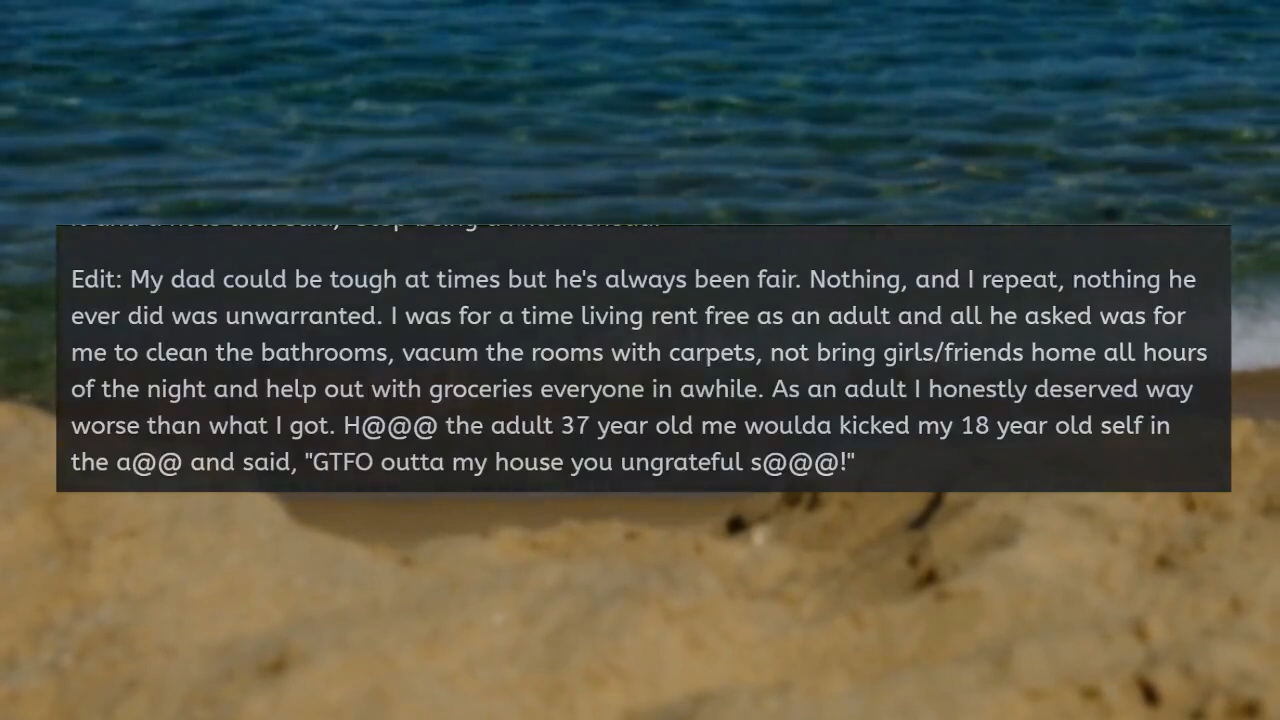 Edit: My dad could be tough at times but he's always been fair. Nothing, and I repeat, nothing he
ever did was unwarranted. I was for a time living rent free as an adult and all he asked was for
me to clean the bathrooms, vacum the rooms with carpets, not bring girls/friends home all hours
of the night and help out with groceries everyone in awhile. As an adult I honestly deserved way
worse than what I got. H@@@ the adult 37 year old me woulda kicked my 18 year old self in
the a@@ and said, "GTFO outta my house you ungrateful s@@@!"